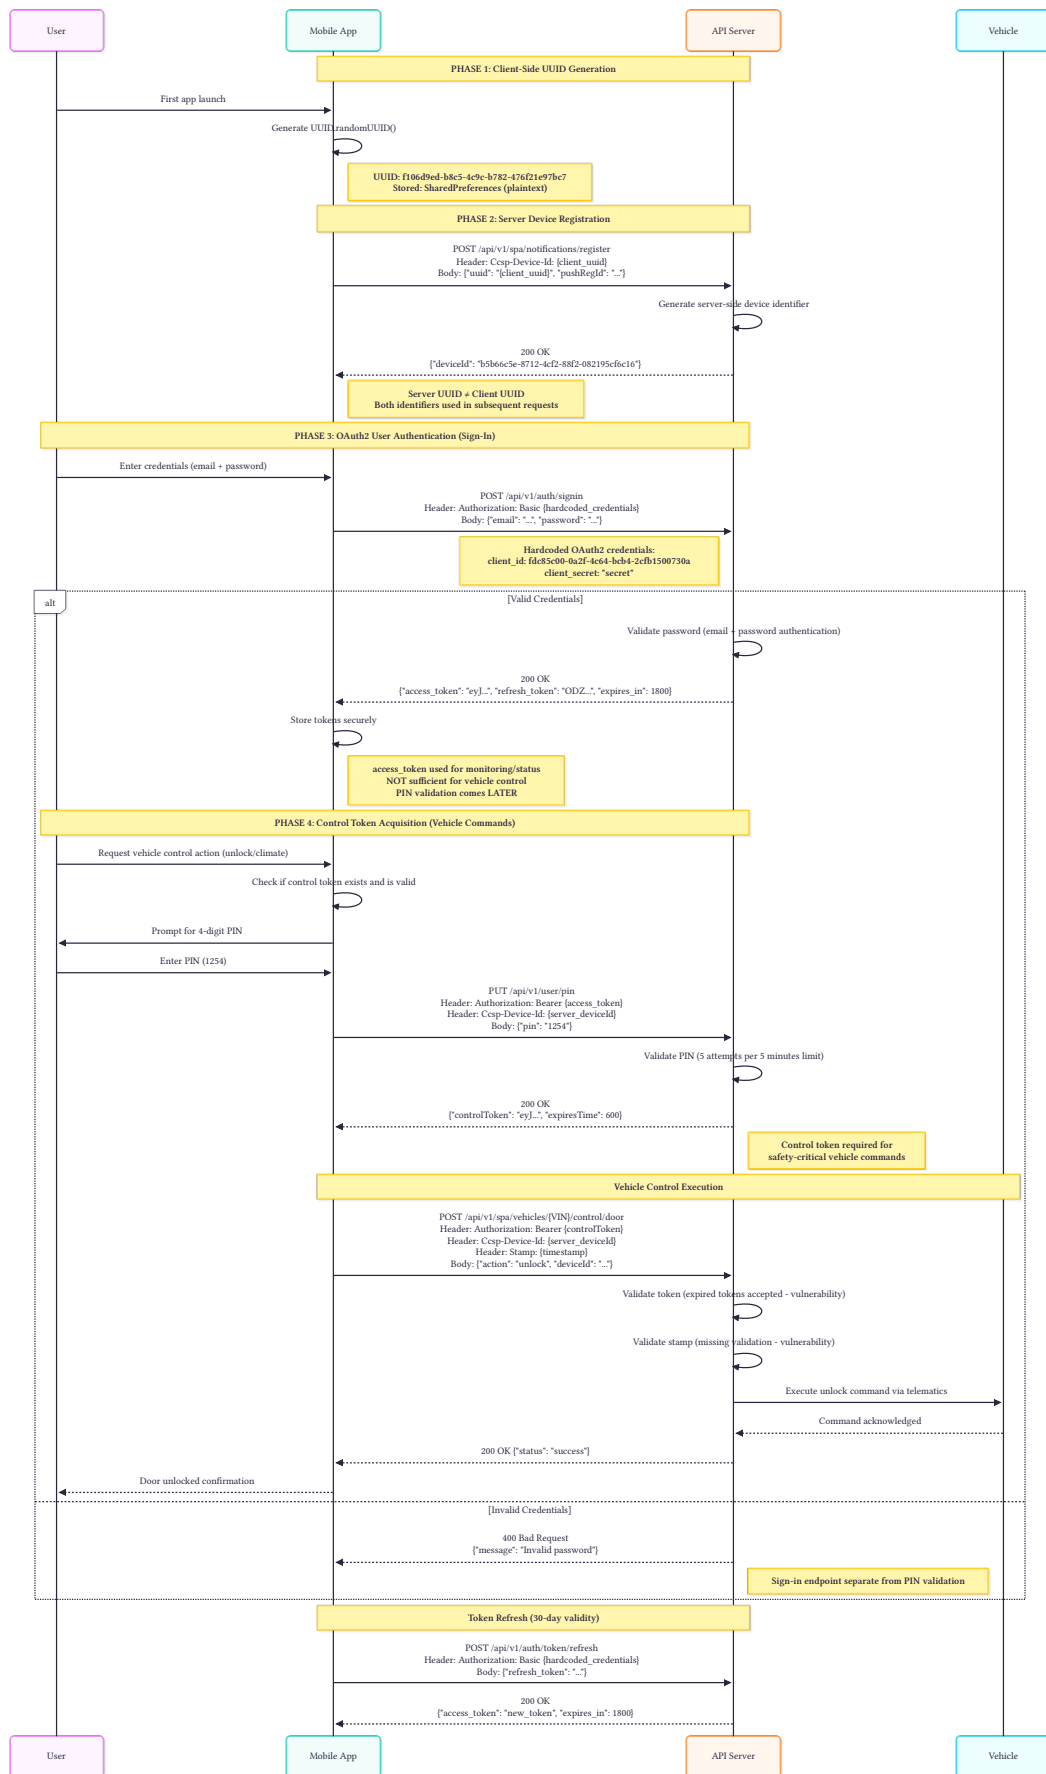 User
Mobile App
API Server
Vehicle
PHASE 1: Client-Side UUID Generation
First app launch
Generate UUID.randomUUID()
UUID: f106d9ed-b8c5-4c9c-b782-476f21e97bc7
Stored: SharedPreferences (plaintext)
PHASE 2: Server Device Registration
POST /api/v1/spa/notifications/register
Header: Ccsp-Device-Id: {client_uuid}
Body: {"uuid": "{client_uuid}", "pushRegId": "..."}
Generate server-side device identifier
200 OK
{"deviceId": "b5b66c5e-8712-4cf2-88f2-082195cf6c16"}
Server UUID ≠ Client UUID
Both identifiers used in subsequent requests
PHASE 3: OAuth2 User Authentication (Sign-In)
Enter credentials (email + password)
POST /api/v1/auth/signin
Header: Authorization: Basic {hardcoded_credentials}
Body: {"email": "...", "password": "..."}
Hardcoded OAuth2 credentials:
client_id: fdc85c00-0a2f-4c64-bcb4-2cfb1500730a
client_secret: "secret"
alt
[Valid Credentials]
Validate password (email + password authentication)
200 OK
{"access_token": "eyJ...", "refresh_token": "ODZ...", "expires_in": 1800}
Store tokens securely
access_token used for monitoring/status
NOT sufficient for vehicle control
PIN validation comes LATER
PHASE 4: Control Token Acquisition (Vehicle Commands)
Request vehicle control action (unlock/climate)
Check if control token exists and is valid
Prompt for 4-digit PIN
Enter PIN (1254)
PUT /api/v1/user/pin
Header: Authorization: Bearer {access_token}
Header: Ccsp-Device-Id: {server_deviceId}
Body: {"pin": "1254"}
Validate PIN (5 attempts per 5 minutes limit)
200 OK
{"controlToken": "eyJ...", "expiresTime": 600}
Control token required for
safety-critical vehicle commands
Vehicle Control Execution
POST /api/v1/spa/vehicles/{VIN}/control/door
Header: Authorization: Bearer {controlToken}
Header: Ccsp-Device-Id: {server_deviceId}
Header: Stamp: {timestamp}
Body: {"action": "unlock", "deviceId": "..."}
Validate token (expired tokens accepted - vulnerability)
Validate stamp (missing validation - vulnerability)
Execute unlock command via telematics
Command acknowledged
200 OK {"status": "success"}
Door unlocked confirmation
[Invalid Credentials]
400 Bad Request
{"message": "Invalid password"}
Sign-in endpoint separate from PIN validation
Token Refresh (30-day validity)
POST /api/v1/auth/token/refresh
Header: Authorization: Basic {hardcoded_credentials}
Body: {"refresh_token": "..."}
200 OK
{"access_token": "new_token", "expires_in": 1800}
User
Mobile App
API Server
Vehicle